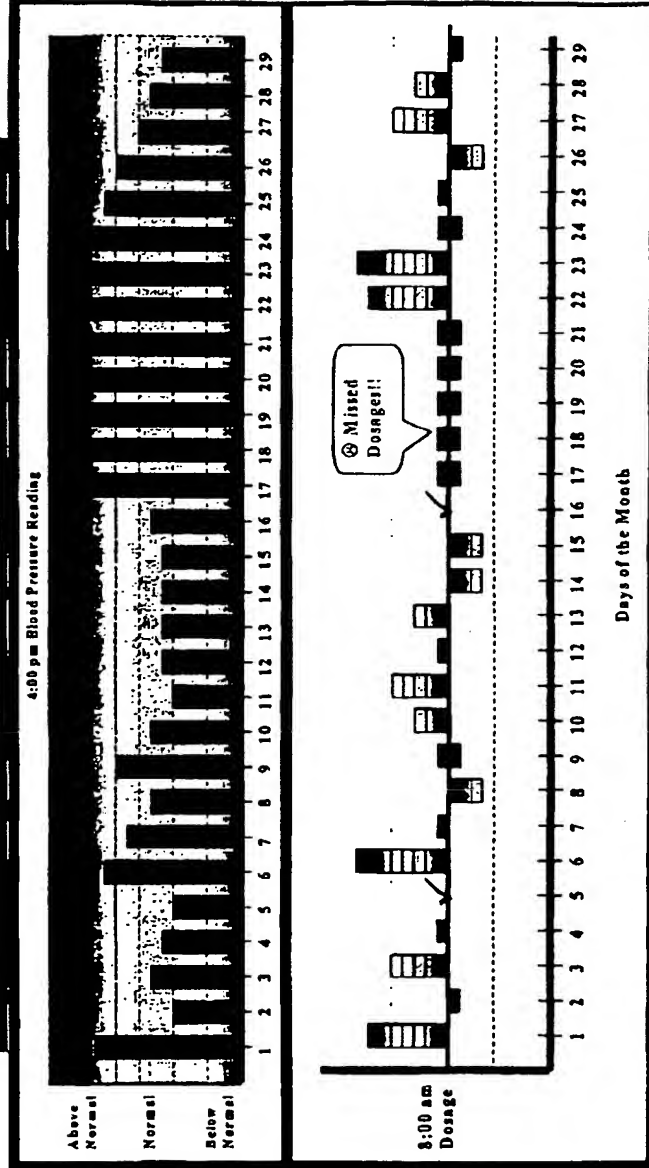 4:00 pm Blood Pressure Reading
Above
Normal
Normal
Below
Normal
1 2 3 4 5 6 7 8 9 10 11 12 13 14 15 16 17 18 19 20 21 22 23 24 25 26 27 28 29
☹ Missed
Dosages!!
8:00 am
Dosage
1 2 3 4 5 6 7 8 9 10 11 12 13 14 15 16 17 18 19 20 21 22 23 24 25 26 27 28 29
Days of the Month